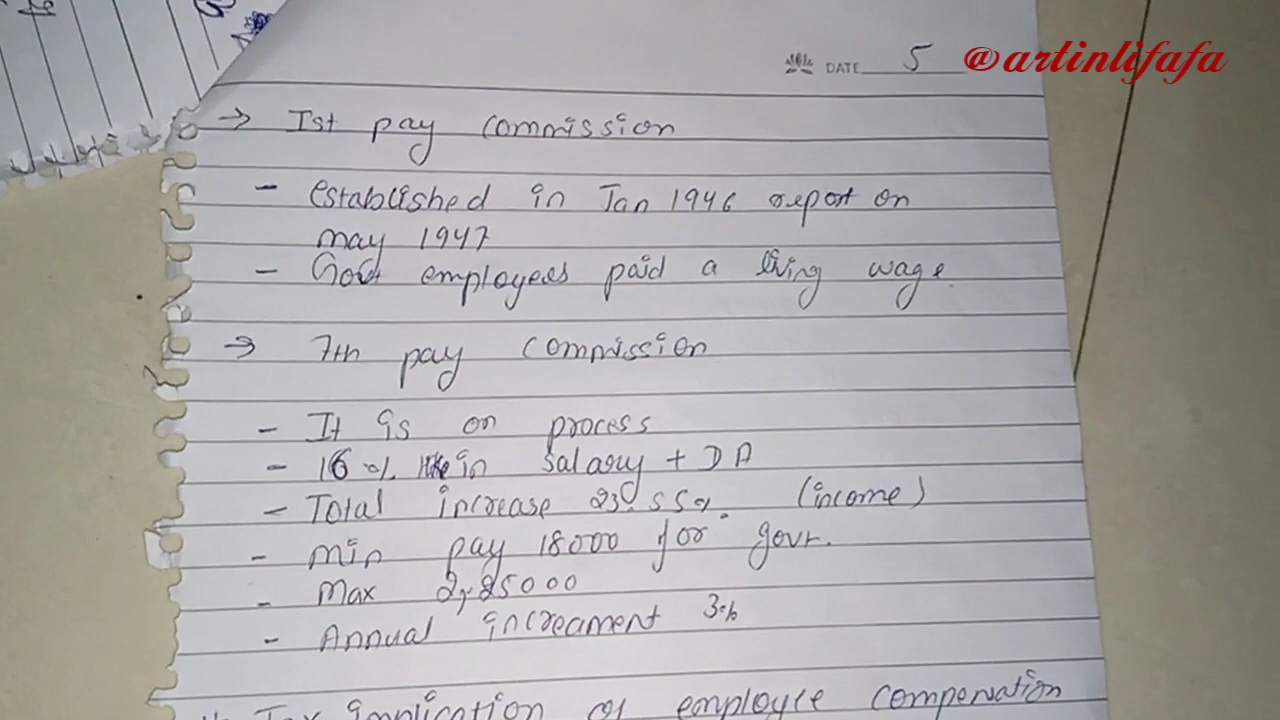 @artinlifafa
DATE 5
→ Ist pay commission
- established in Jan 1946 report on
may 1947
- Govt employees paid a living wage.
→ 7th pay commission
- It is on process
- 16 % Hike in salary + DA
- Total increase 23.55%. (income)
- min pay 18000 for govr.
- Max 2,25000
- Annual increament 3%
Tax implication of employee compensation